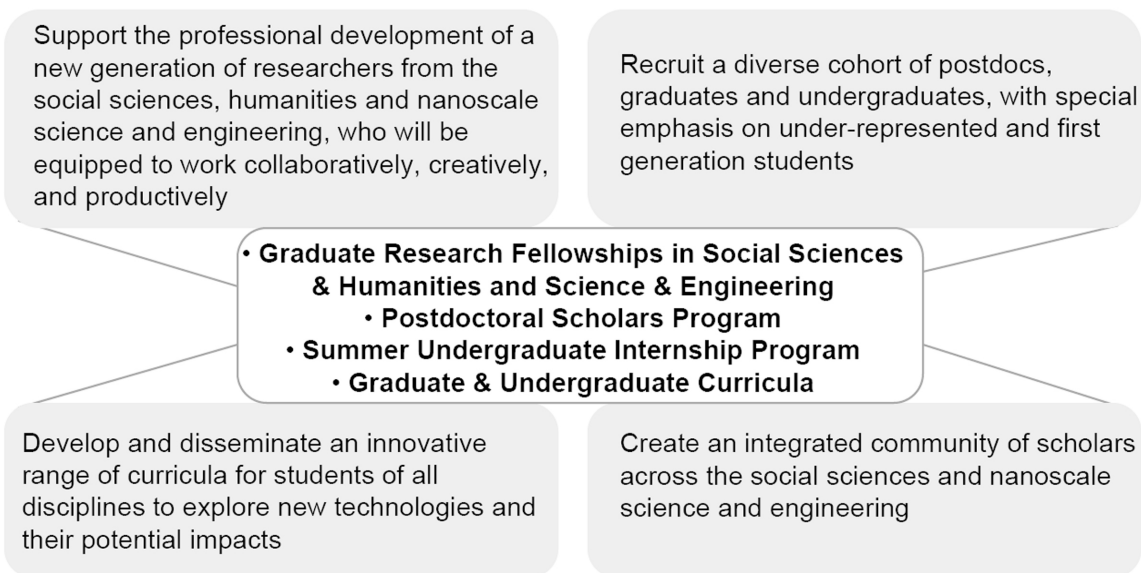 Support the professional development of a
new generation of researchers from the
social sciences, humanities and nanoscale
science and engineering, who will be
equipped to work collaboratively, creatively,
and productively
Recruit a diverse cohort of postdocs,
graduates and undergraduates, with special
emphasis on under-represented and first
generation students
• Graduate Research Fellowships in Social Sciences
& Humanities and Science & Engineering
• Postdoctoral Scholars Program
• Summer Undergraduate Internship Program
• Graduate & Undergraduate Curricula
Develop and disseminate an innovative
range of curricula for students of all
disciplines to explore new technologies and
their potential impacts
Create an integrated community of scholars
across the social sciences and nanoscale
science and engineering